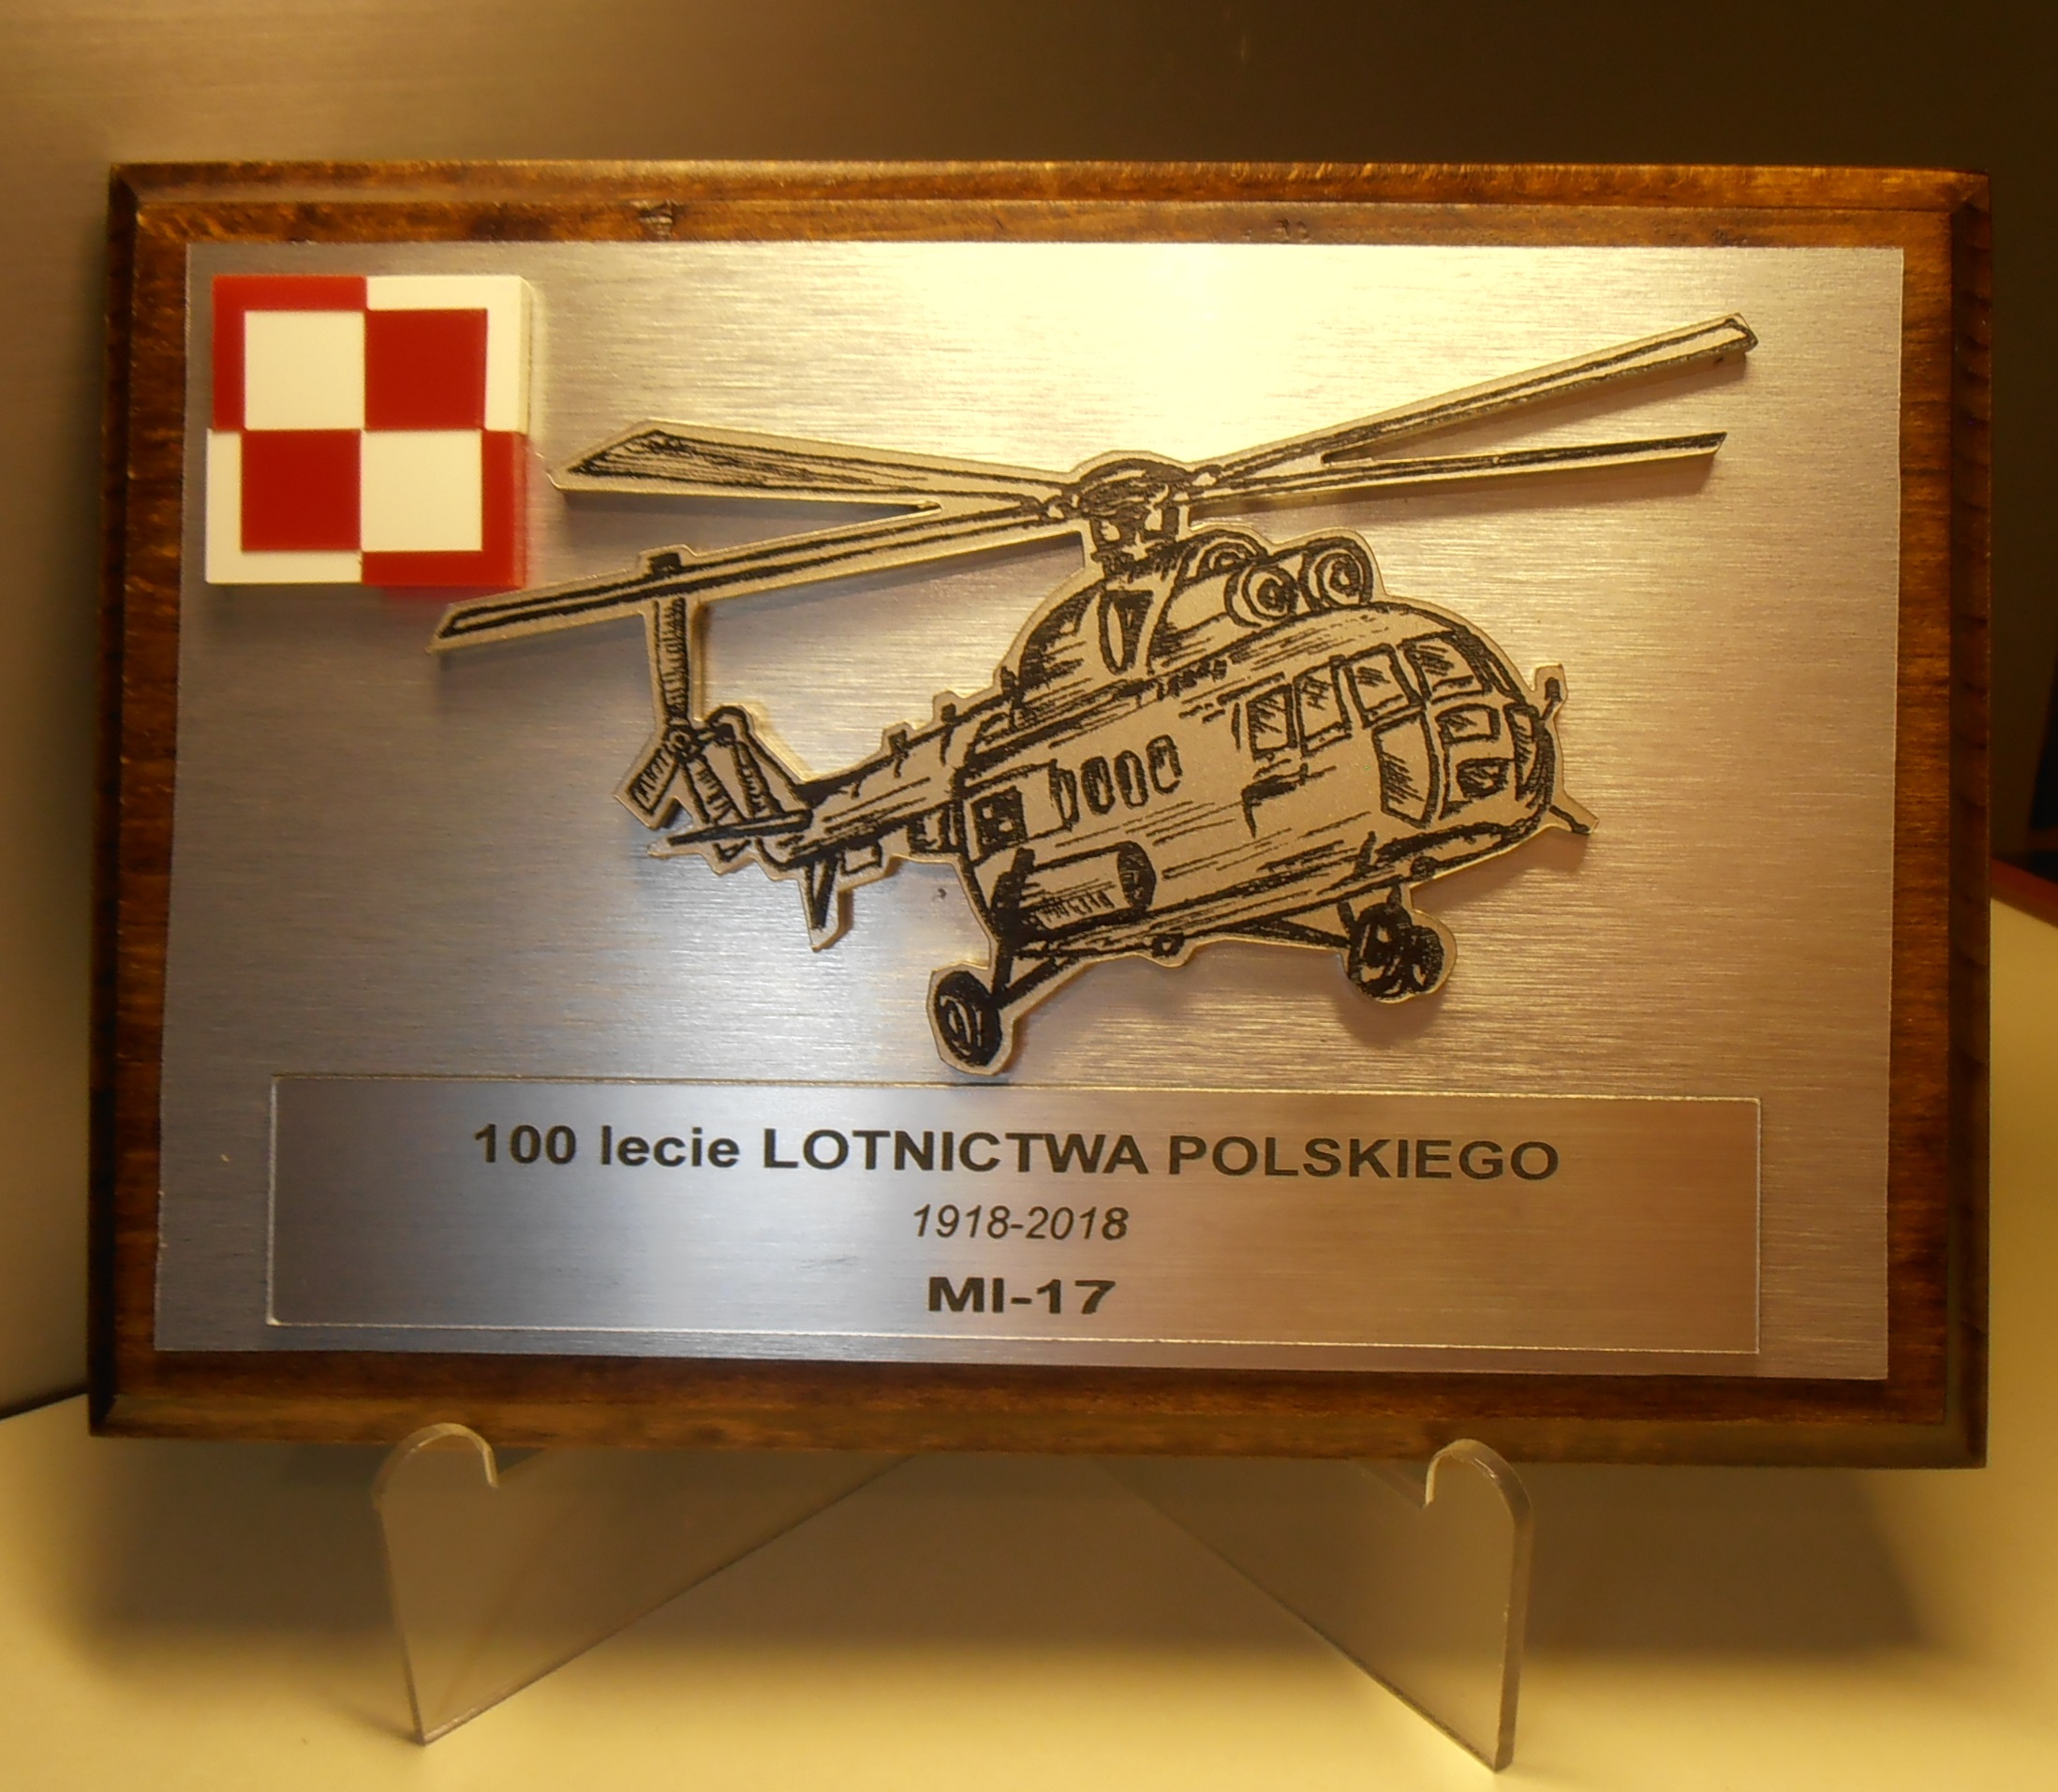 100 lecie LOTNICTWA POLSKIEGO
1918-2018
MI-17